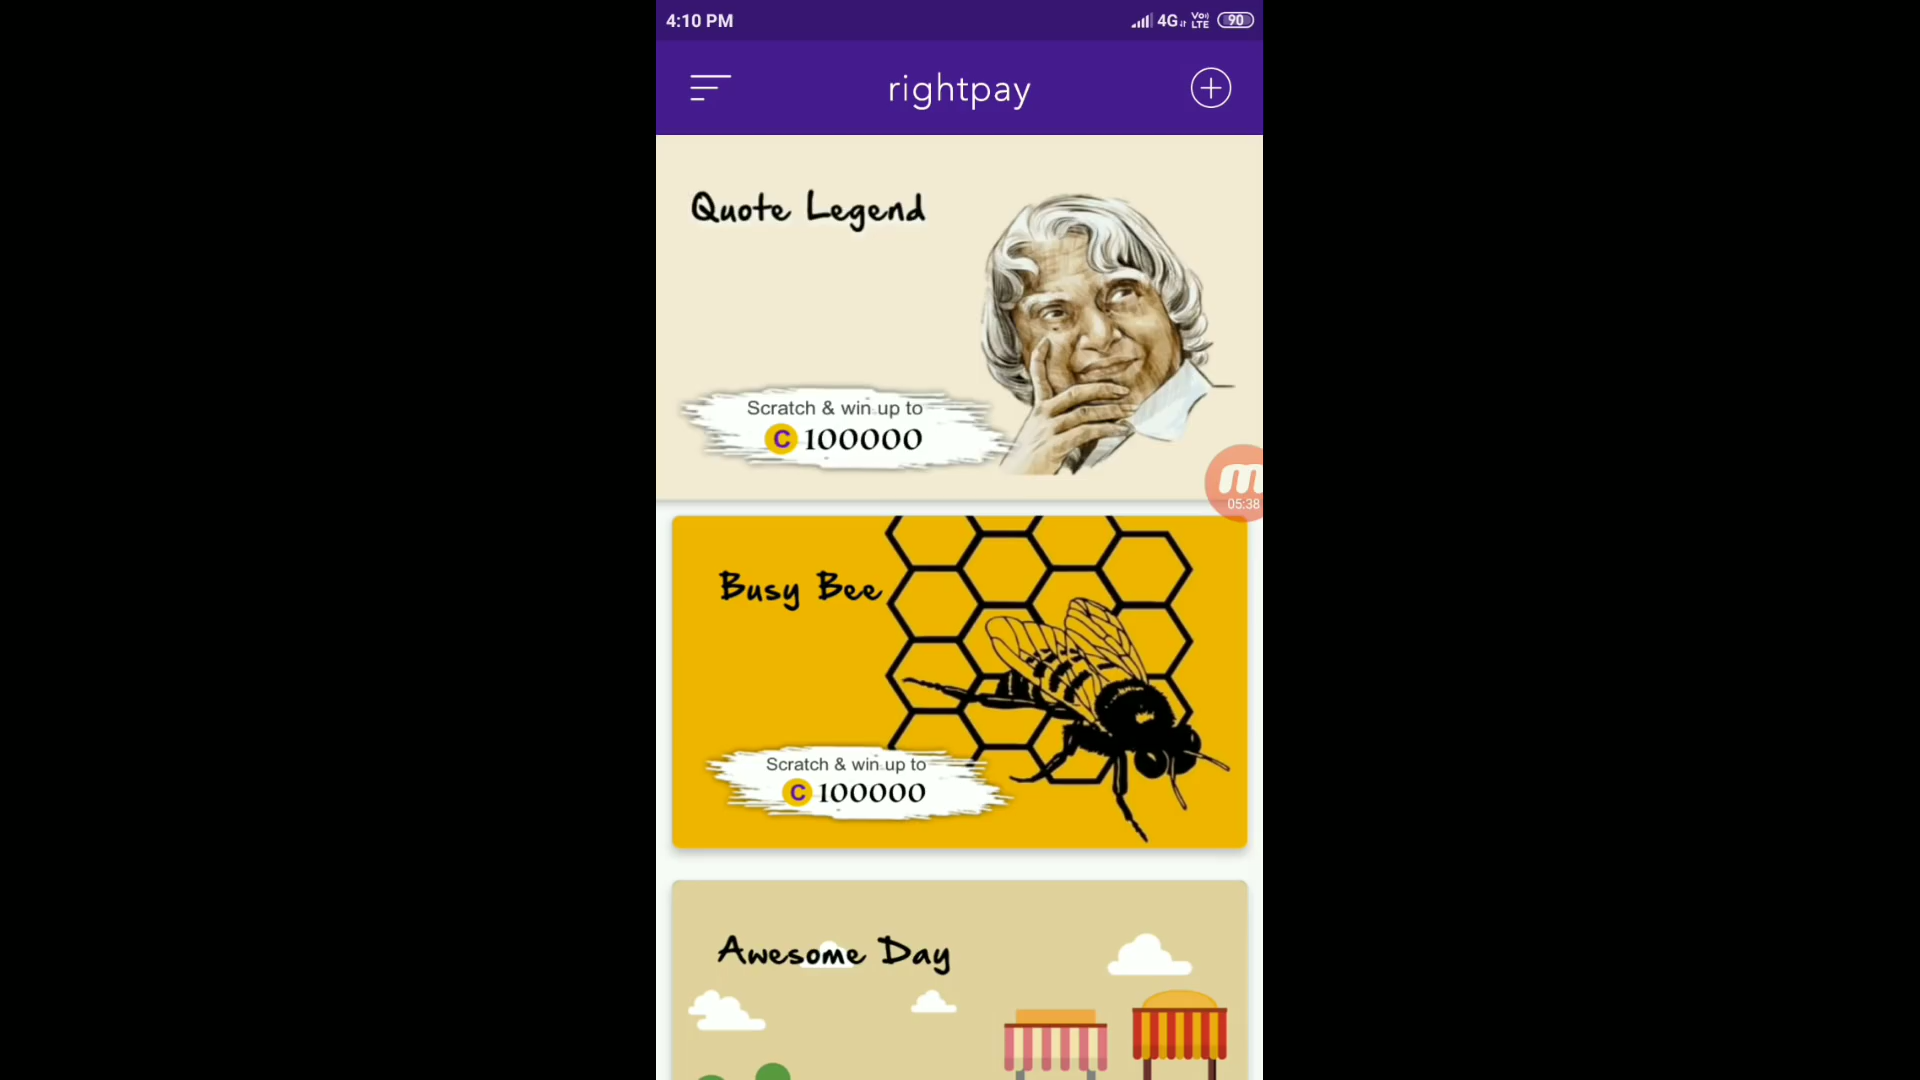 4:10 PM
4G VoLTE 90
rightpay
Quote Legend
Scratch & win up to
C 100000
m
05:38
Busy Bee
Scratch & win up to
C 100000
Awesome Day